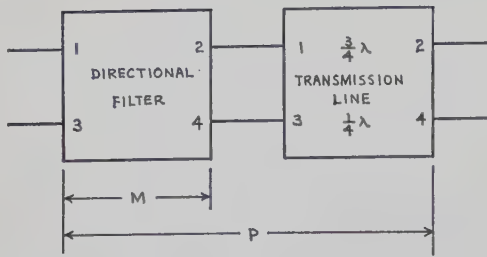 1 2
DIRECTIONAL
FILTER
3 4
1 3/4 λ 2
TRANSMISSION
LINE
3 1/4 λ 4
M
P